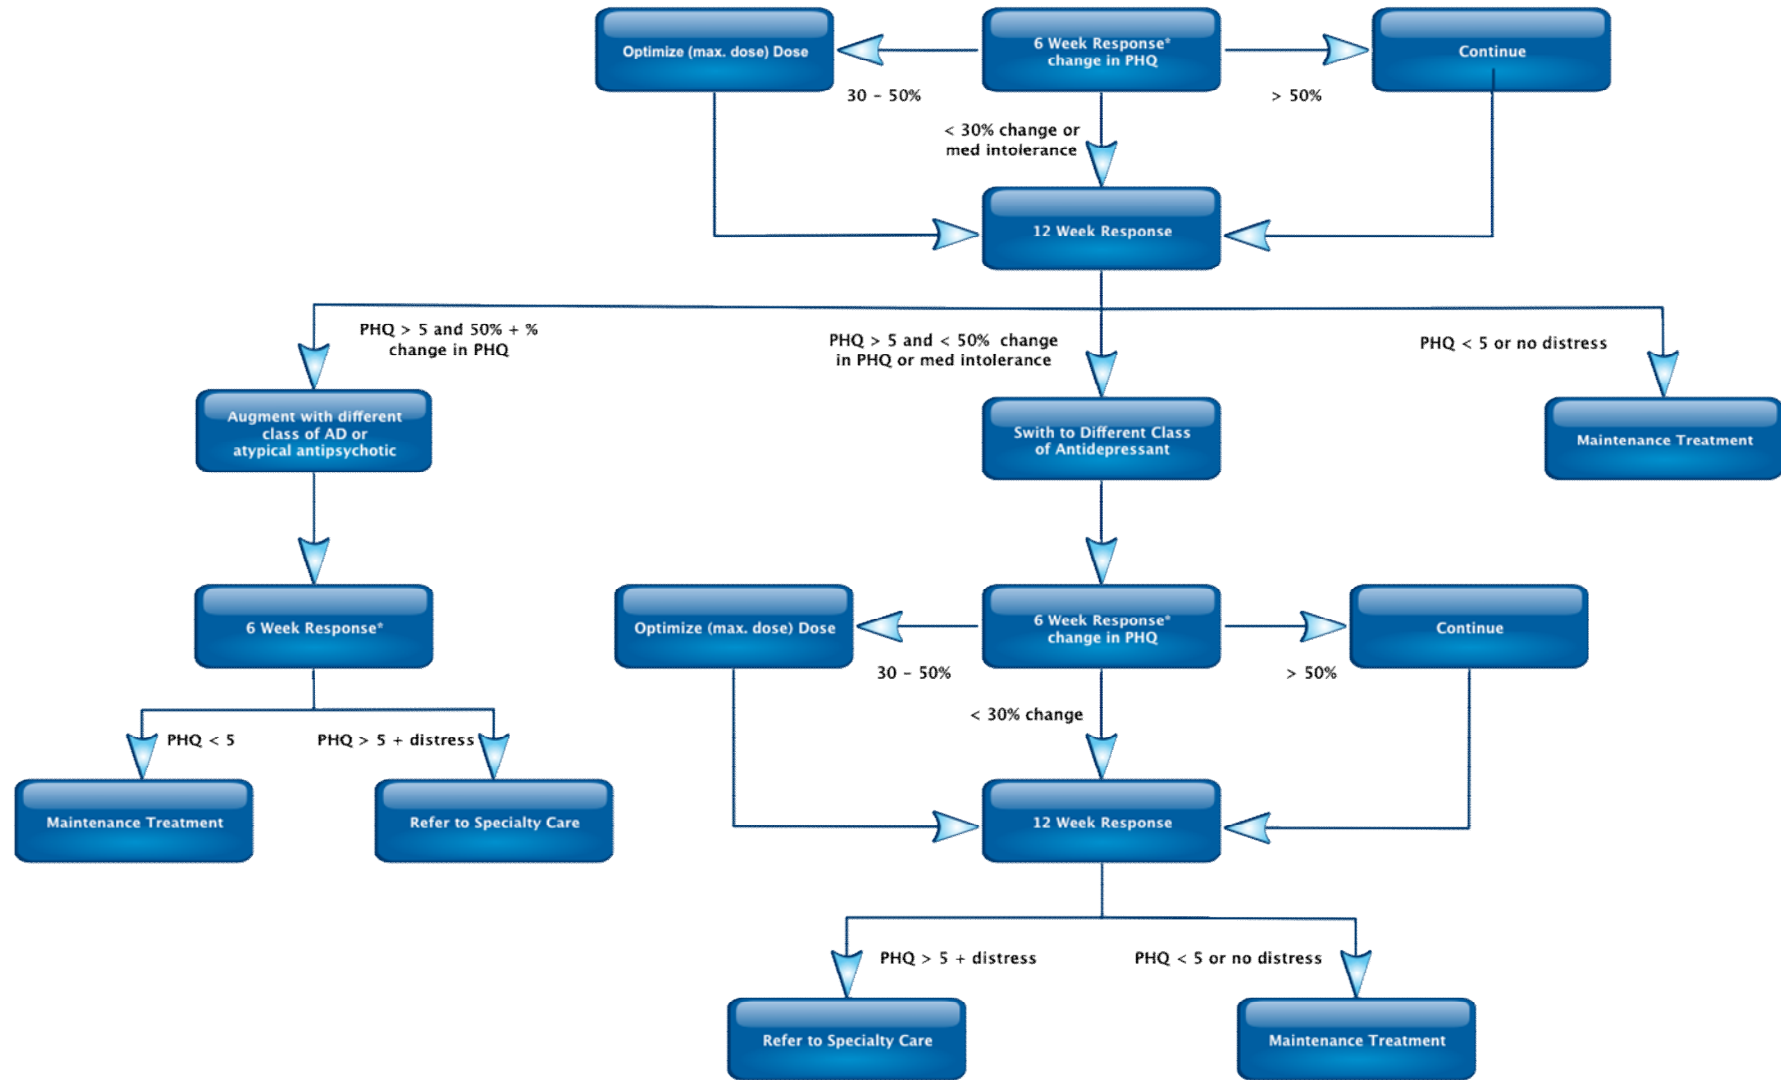 Optimize (max. dose) Dose
6 Week Response*
change in PHQ
Continue
30 - 50%
> 50%
< 30% change or
med intolerance
12 Week Response
PHQ > 5 and 50% + %
change in PHQ
PHQ > 5 and < 50% change
in PHQ or med intolerance
PHQ < 5 or no distress
Augment with different
class of AD or
atypical antipsychotic
Swith to Different Class
of Antidepressant
Maintenance Treatment
6 Week Response*
Optimize (max. dose) Dose
6 Week Response*
change in PHQ
Continue
30 - 50%
> 50%
< 30% change
PHQ < 5
PHQ > 5 + distress
Maintenance Treatment
Refer to Specialty Care
12 Week Response
PHQ > 5 + distress
PHQ < 5 or no distress
Refer to Specialty Care
Maintenance Treatment